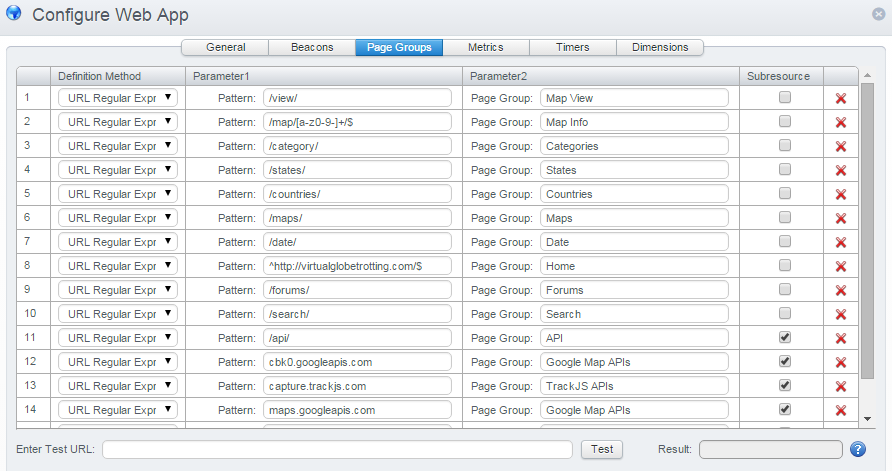 Configure Web App
General Beacons Page Groups Metrics Timers Dimensions
Definition Method Parameter1 Parameter2 Subresource
1 URL Regular Expr Pattern: /view/ Page Group: Map View
2 URL Regular Expr Pattern: /map/[a-z0-9-]+/$ Page Group: Map Info
3 URL Regular Expr Pattern: /category/ Page Group: Categories
4 URL Regular Expr Pattern: /states/ Page Group: States
5 URL Regular Expr Pattern: /countries/ Page Group: Countries
6 URL Regular Expr Pattern: /maps/ Page Group: Maps
7 URL Regular Expr Pattern: /date/ Page Group: Date
8 URL Regular Expr Pattern: ^http://virtualglobetrotting.com/$ Page Group: Home
9 URL Regular Expr Pattern: /forums/ Page Group: Forums
10 URL Regular Expr Pattern: /search/ Page Group: Search
11 URL Regular Expr Pattern: /api/ Page Group: API
12 URL Regular Expr Pattern: cbk0.googleapis.com Page Group: Google Map APIs
13 URL Regular Expr Pattern: capture.trackjs.com Page Group: TrackJS APIs
14 URL Regular Expr Pattern: maps.googleapis.com Page Group: Google Map APIs
Enter Test URL: Test Result: ?